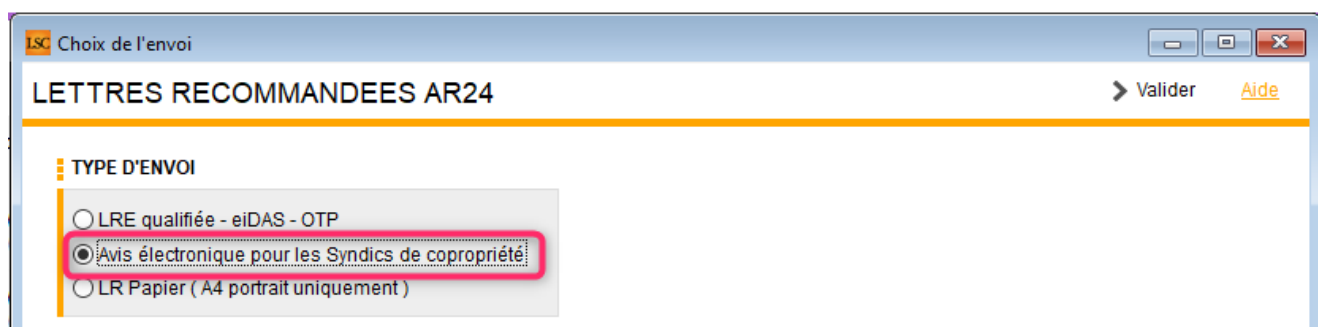 LSC Choix de l'envoi
LETTRES RECOMMANDEES AR24
Valider Aide
TYPE D'ENVOI
LRE qualifiée - eiDAS - OTP
Avis électronique pour les Syndics de copropriété
LR Papier ( A4 portrait uniquement )